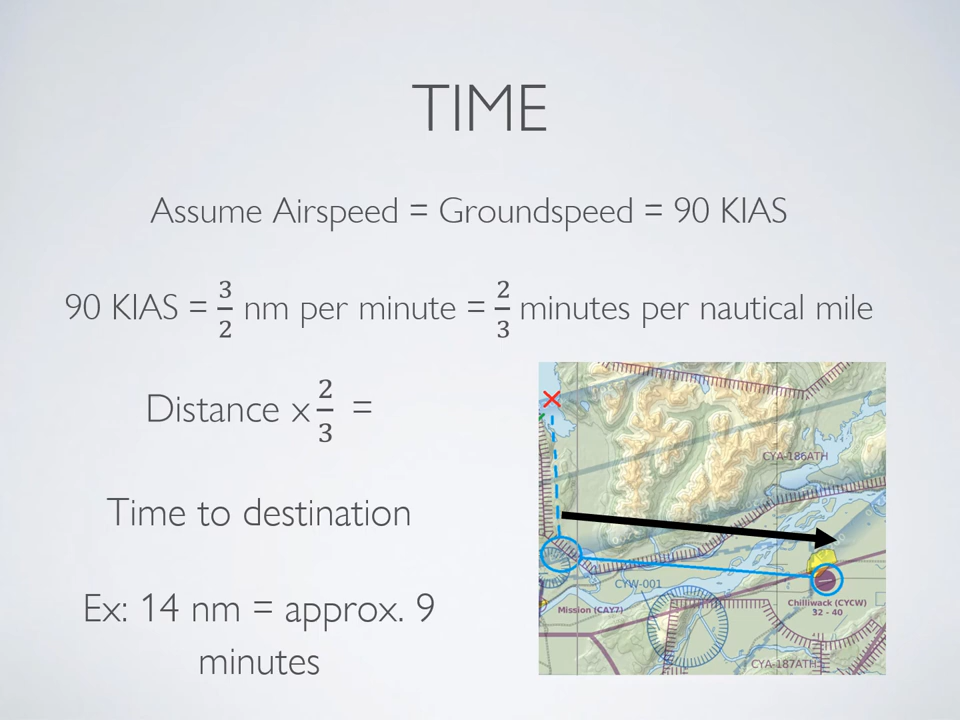 TIME
Assume Airspeed = Groundspeed = 90 KIAS
90 KIAS = 3/2 nm per minute = 2/3 minutes per nautical mile
Distance x 2/3 =
Time to destination
Ex: 14 nm = approx. 9
minutes
CYA-186ATH
CYW-001
Mission (CAY7)
Chilliwack (CYCW)
32 - 40
CYA-187ATH